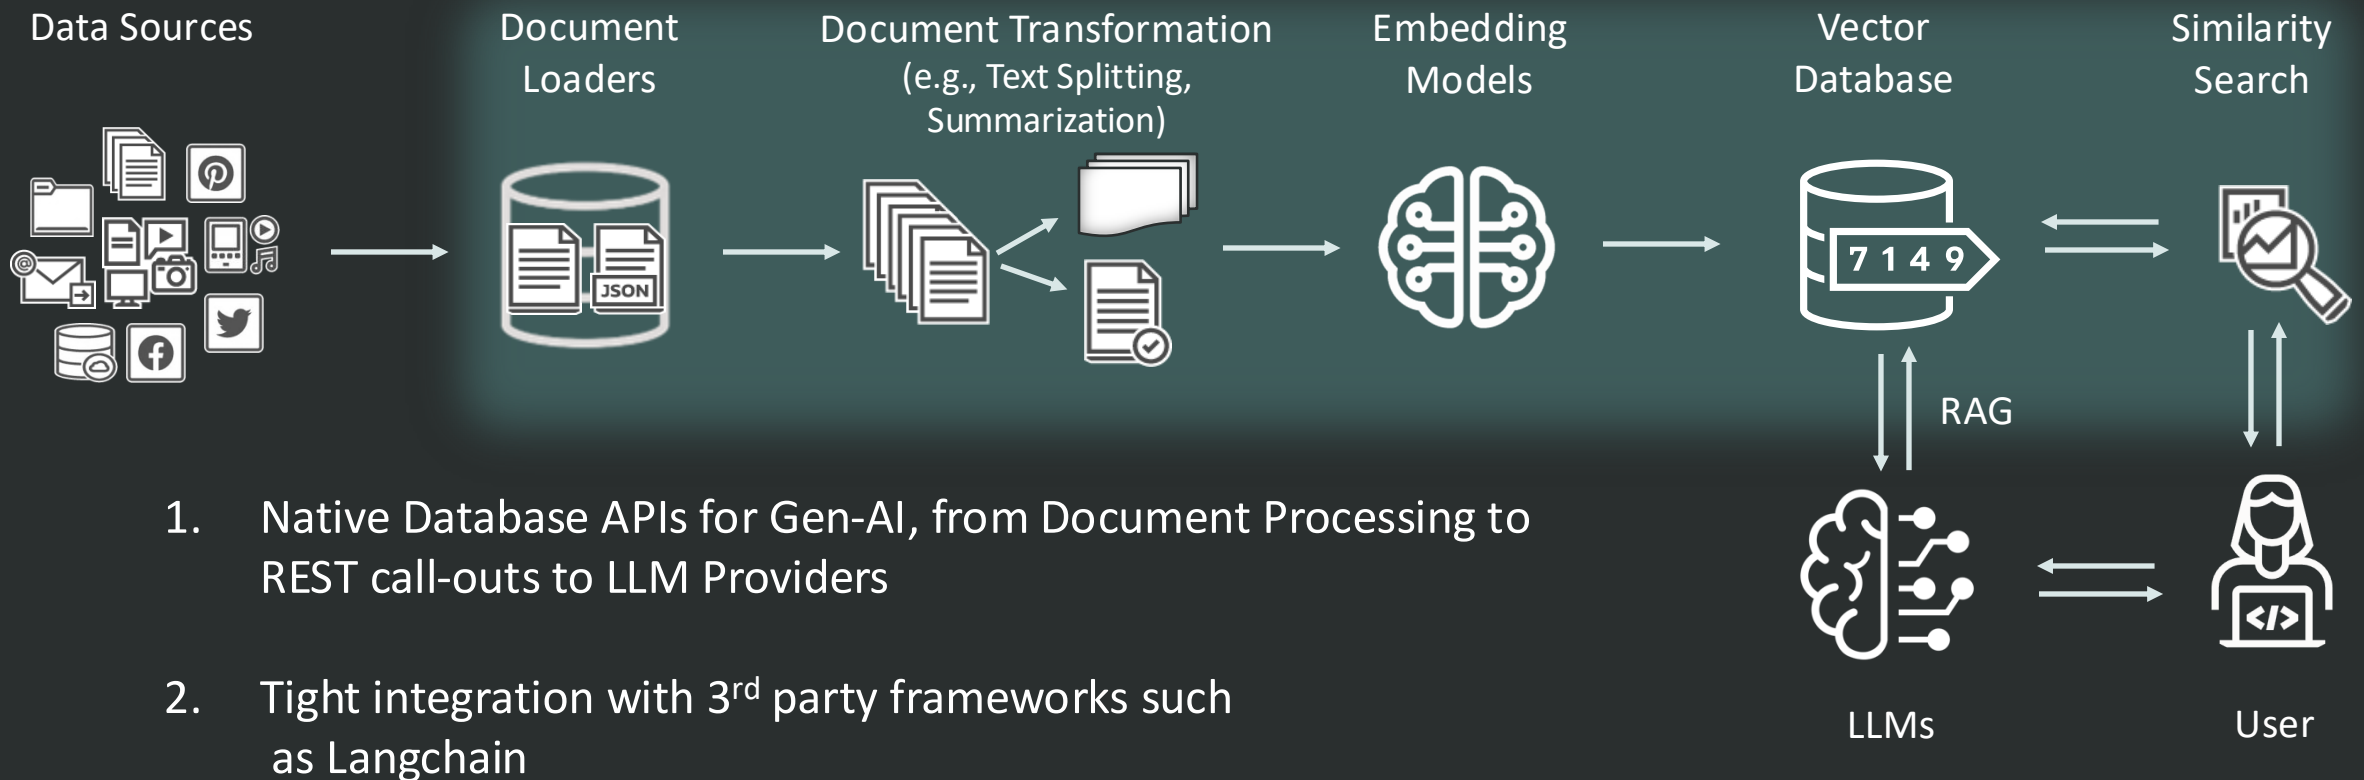 Data Sources
Document
Loaders
Document Transformation
(e.g., Text Splitting,
Summarization)
Embedding
Models
Vector
Database
Similarity
Search
JSON
7 1 4 9
RAG
1. Native Database APIs for Gen-AI, from Document Processing to
REST call-outs to LLM Providers
2. Tight integration with 3rd party frameworks such
as Langchain
@
</>
LLMs
User